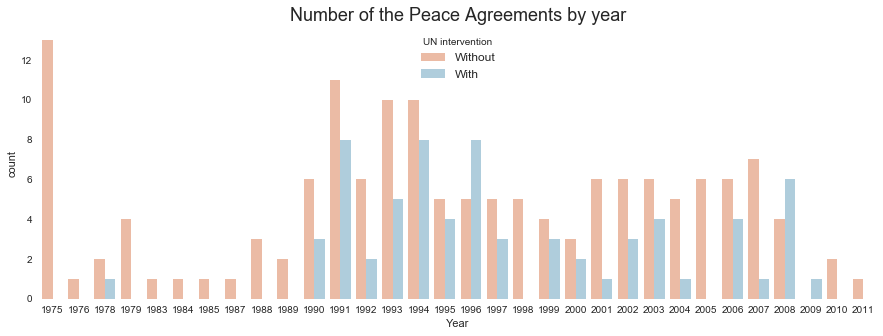 Number of the Peace Agreements by year
UN intervention
Without
With
12
10
8
6
4
2
0
count
1975 1976 1978 1979 1983 1984 1985 1987 1988 1989 1990 1991 1992 1993 1994 1995 1996 1997 1998 1999 2000 2001 2002 2003 2004 2005 2006 2007 2008 2009 2010 2011
Year